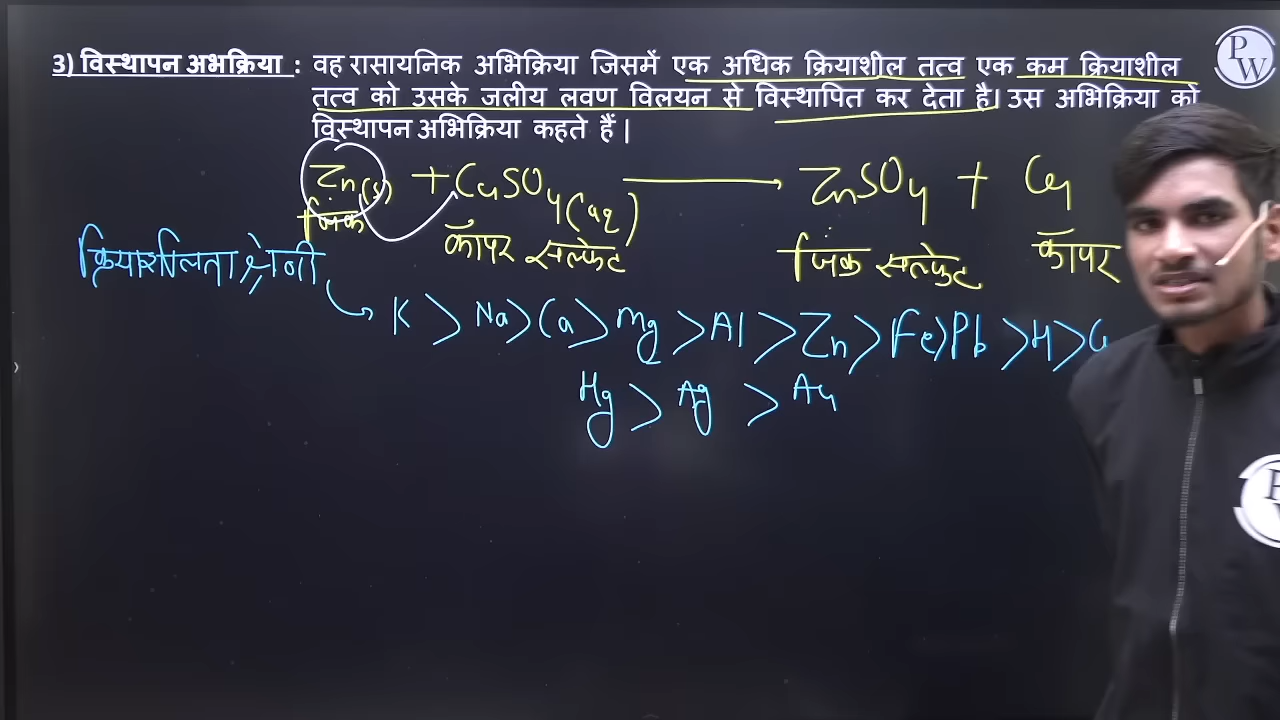 3) विस्थापन अभक्रिया : वह रासायनिक अभिक्रिया जिसमें एक अधिक क्रियाशील तत्व एक कम क्रियाशील
तत्व को उसके जलीय लवण विलयन से विस्थापित कर देता है। उस अभिक्रिया को
विस्थापन अभिक्रिया कहते हैं |
Zn(s) + CuSO4(aq) → ZnSO4 + Cu
जिंक कॉपर सल्फेट जिंक सल्फेट कॉपर
क्रियाशीलता श्रेणी
K > Na > Ca > Mg > Al > Zn > Fe > Pb > H >
Hg > Ag > Au
PW
P
W